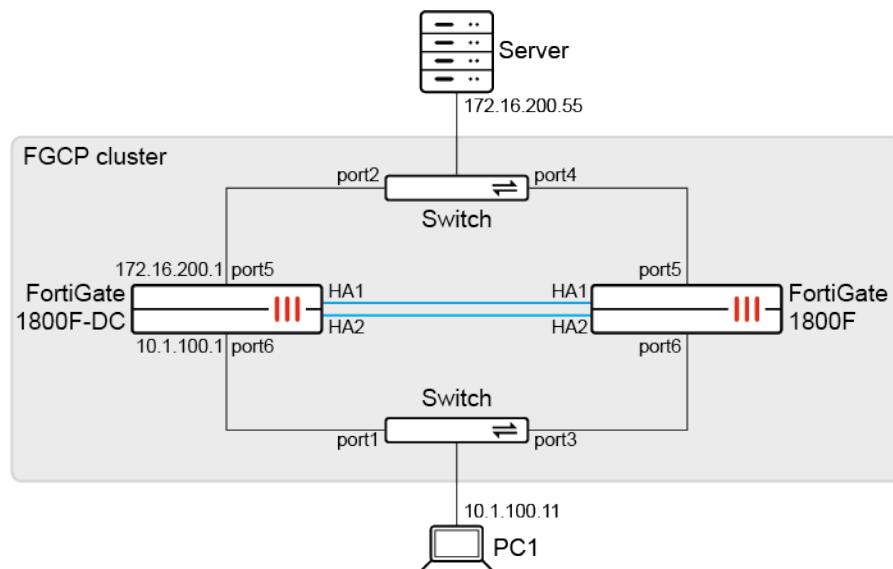 Server
172.16.200.55
FGCP cluster
port2
port4
Switch
172.16.200.1 port5
port5
FortiGate
1800F-DC
HA1
HA1
FortiGate
1800F
HA2
HA2
10.1.100.1 port6
port6
Switch
port1
port3
10.1.100.11
PC1